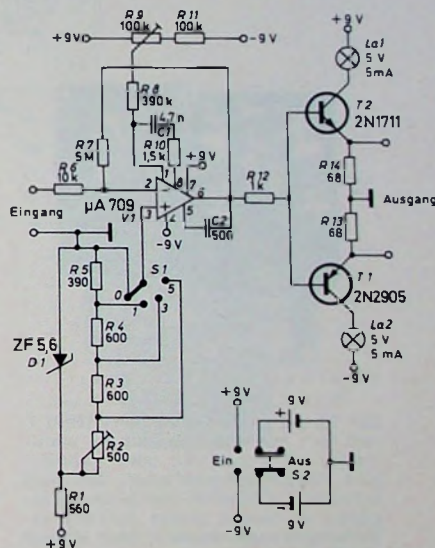 +9V
R9
100k
R11
100k
-9V
+9V
La1
5V
5mA
R8
390k
4,7n
C1
R7
5M
R10
1,5k
+9V
T2
2N1711
R6
10k
µA 709
V1
1
8
7
2
6
3
4
5
-9V
C2
500
R12
1k
R14
68
Ausgang
R13
68
Eingang
R5
390
S1
0
1
3
5
T1
2N2905
R4
600
ZF 5,6
D1
La2
5V
5mA
-9V
R3
600
R2
500
+9V
+
9V
Ein
Aus
S2
R1
560
-
9V
-9V
+9V